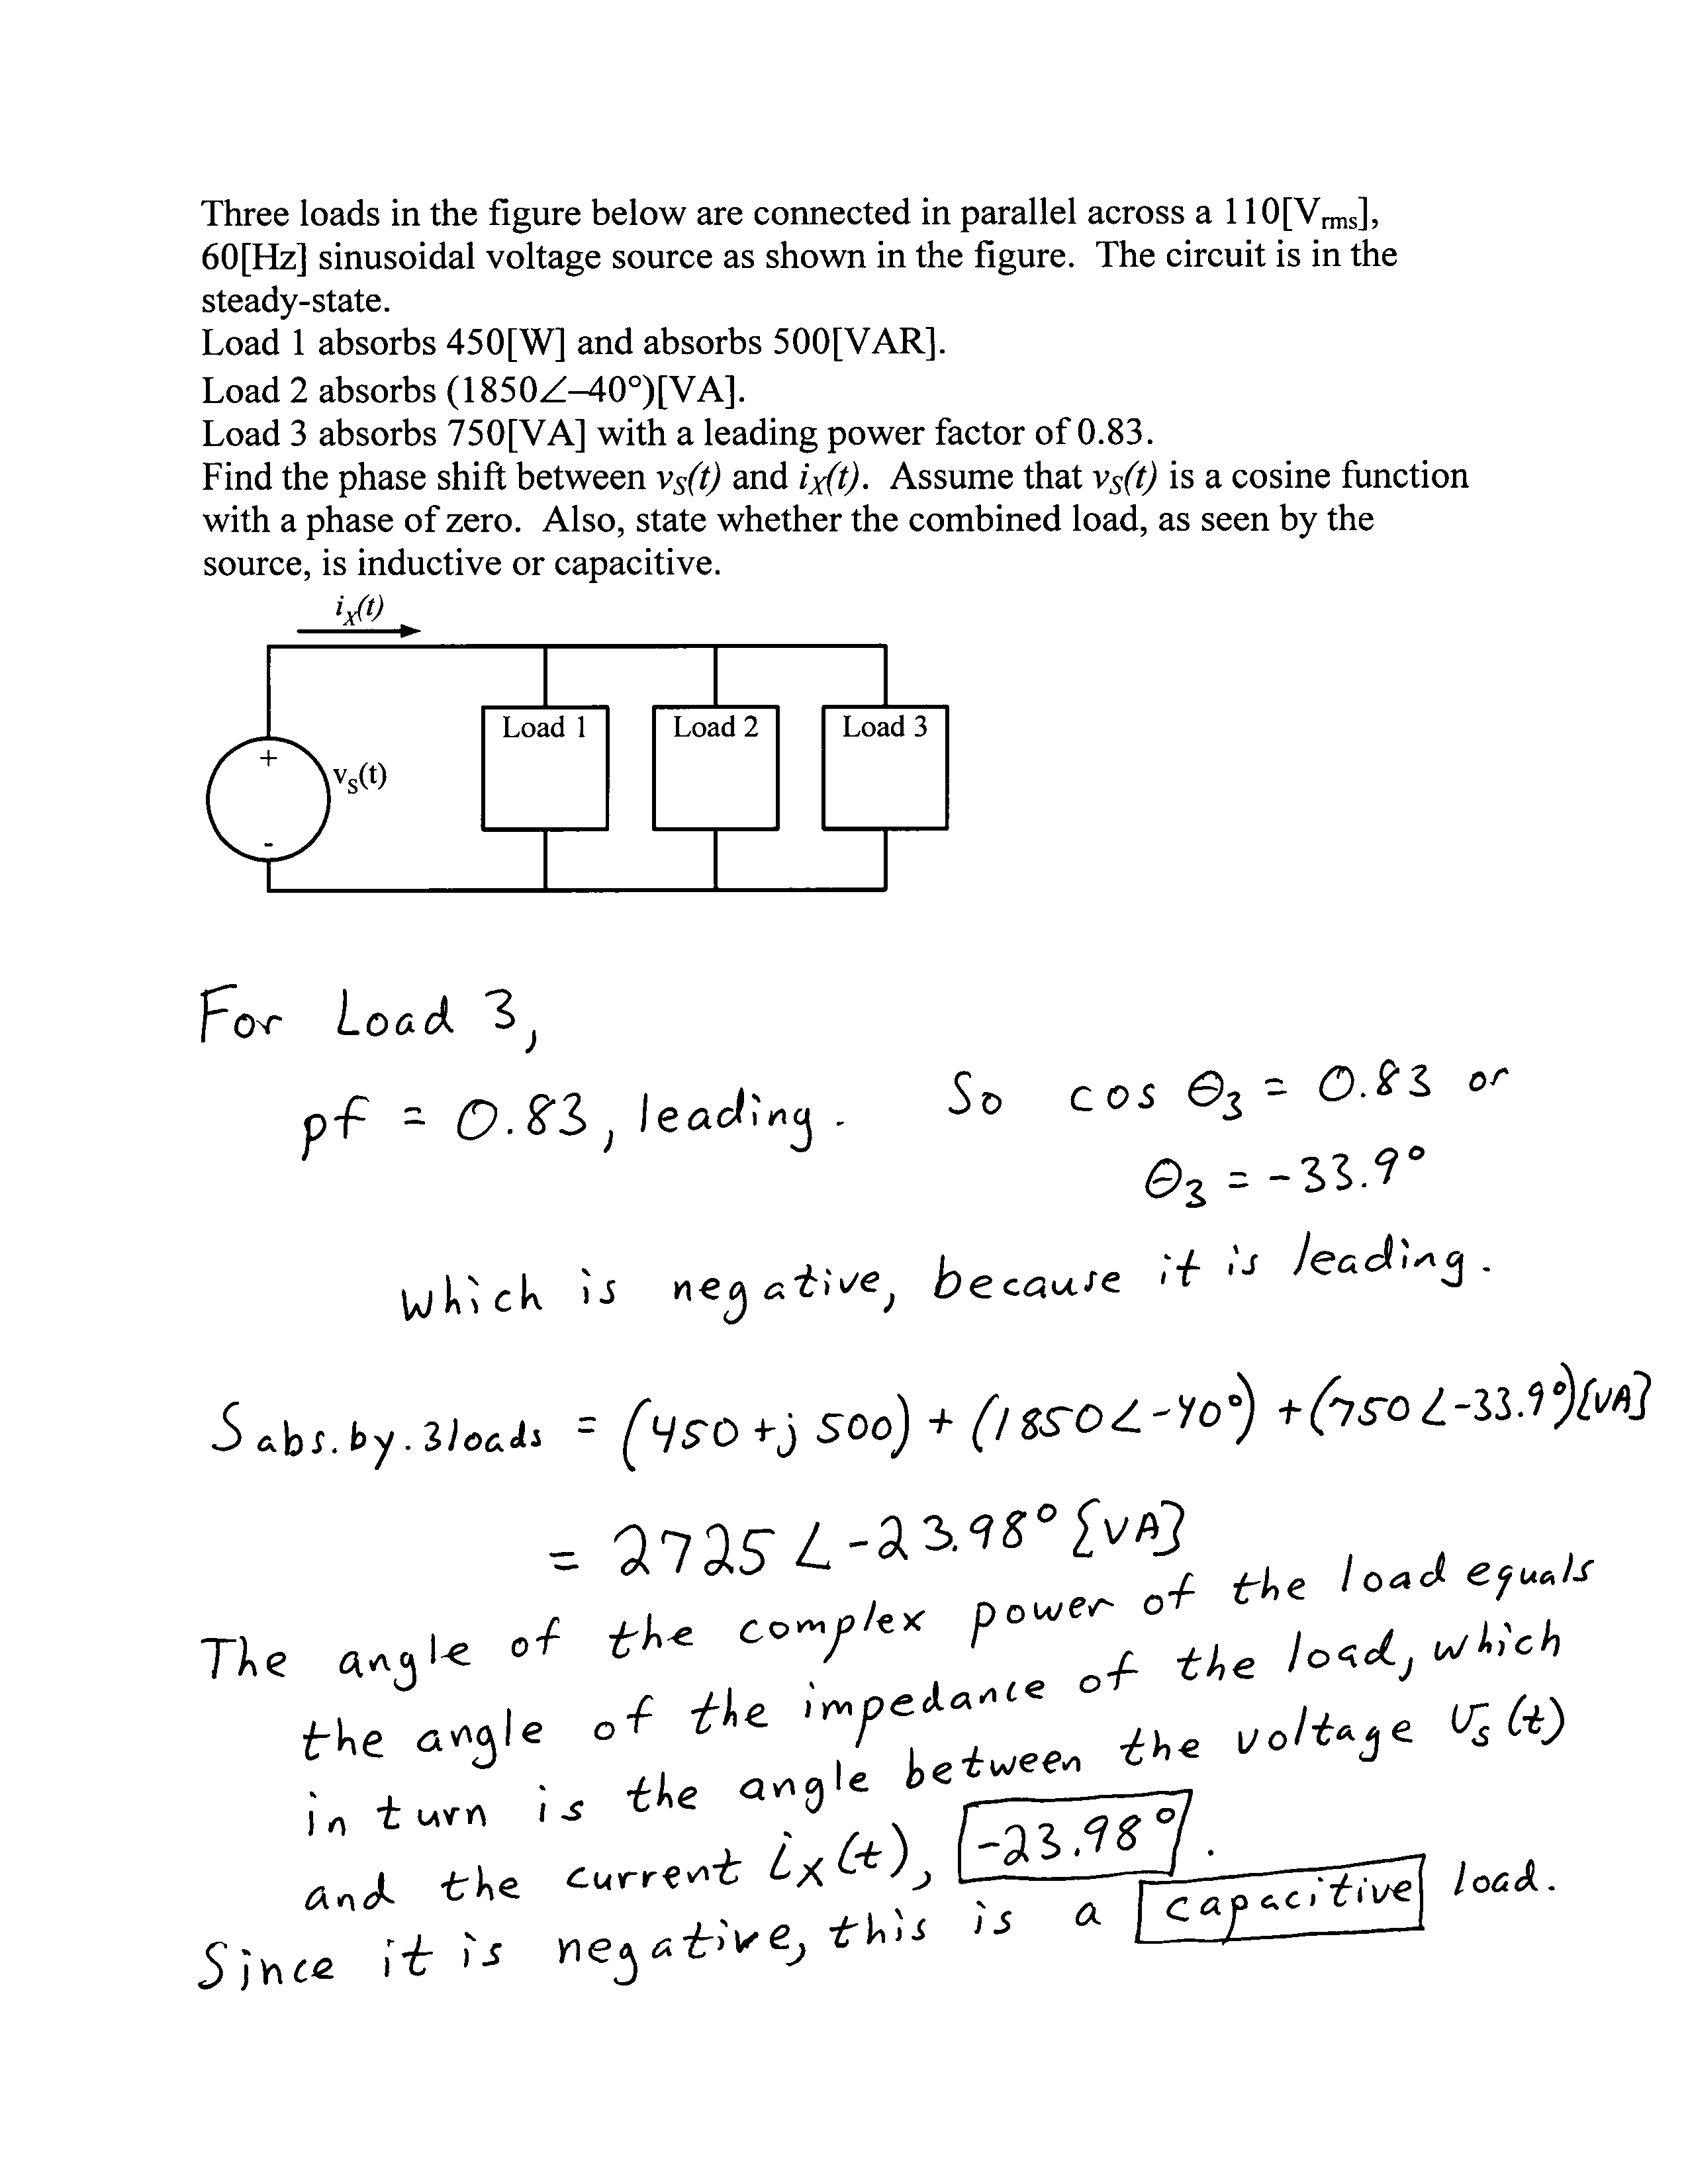 Three loads in the figure below are connected in parallel across a 110[Vrms],
60[Hz] sinusoidal voltage source as shown in the figure.  The circuit is in the
steady-state.
Load 1 absorbs 450[W] and absorbs 500[VAR].
Load 2 absorbs (1850∠–40°)[VA].
Load 3 absorbs 750[VA] with a leading power factor of 0.83.
Find the phase shift between vS(t) and iX(t).  Assume that vS(t) is a cosine function
with a phase of zero.  Also, state whether the combined load, as seen by the
source, is inductive or capacitive.
iX(t)
Load 1
Load 2
Load 3
+
vS(t)
-
For Load 3,
pf = 0.83, leading. So cos Θ3 = 0.83 or
Θ3 = -33.9°
which is negative, because it is leading.
S abs.by.3loads = (450 + j 500) + (1850∠-40°) + (750∠-33.9°)[VA]
= 2725∠-23.98° [VA]
The angle of the complex power of the load equals
the angle of the impedance of the load, which
in turn is the angle between the voltage vs(t)
and the current ix(t), -23.98°.
Since it is negative, this is a capacitive load.